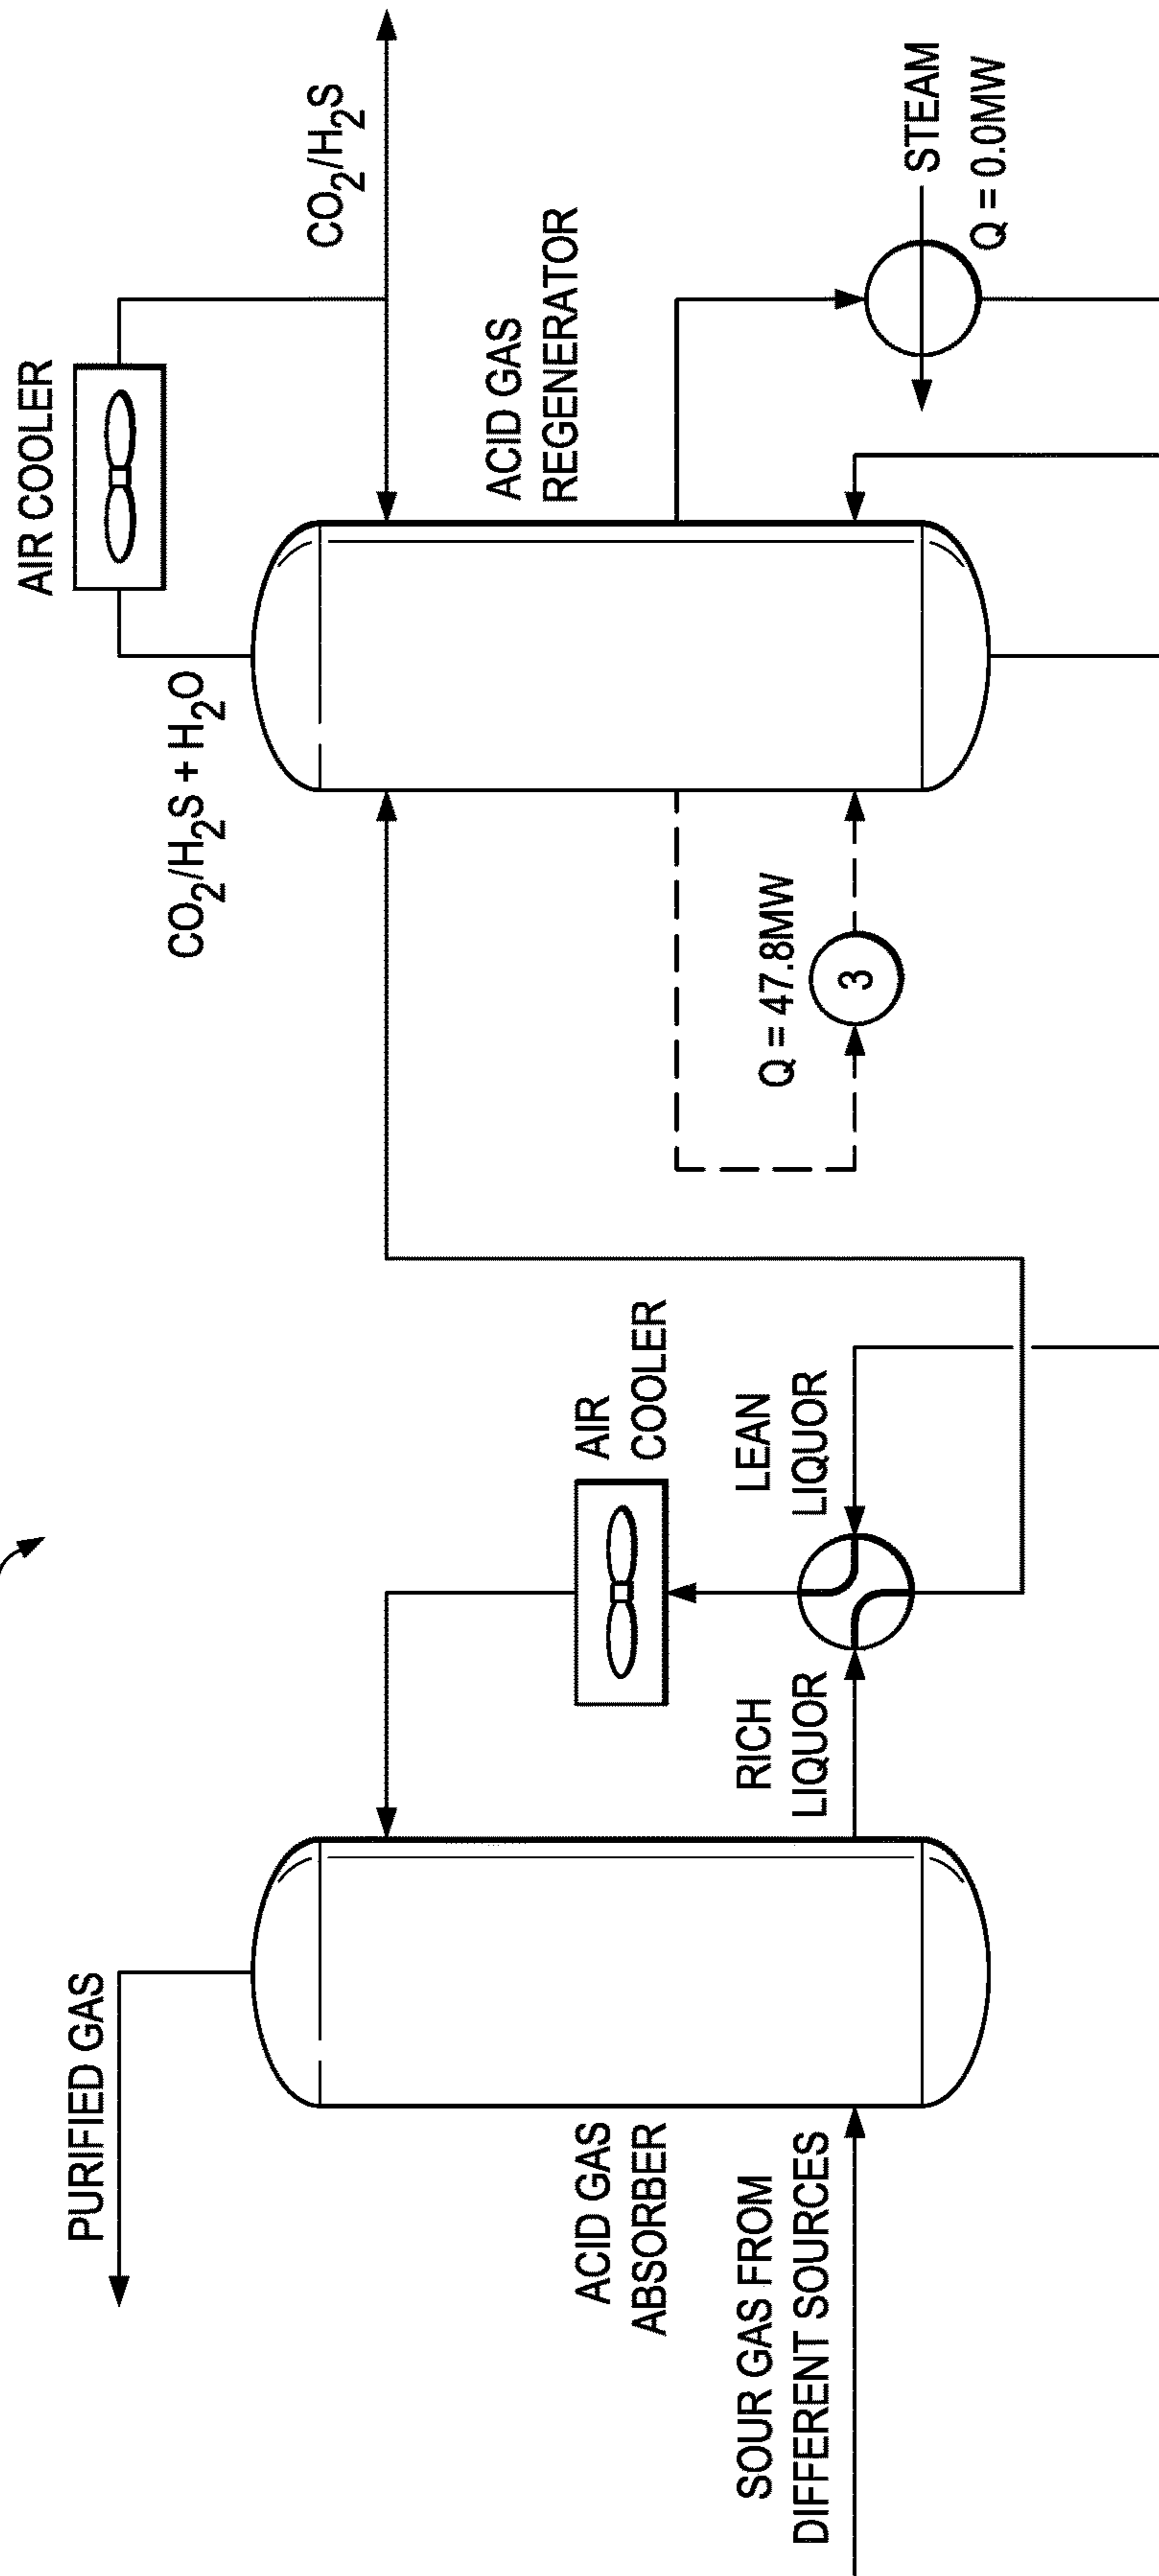 PURIFIED GAS
ACID GAS
ABSORBER
SOUR GAS FROM
DIFFERENT SOURCES
RICH
LIQUOR
AIR
COOLER
LEAN
LIQUOR
AIR COOLER
CO2/H2S + H2O
CO2/H2S
ACID GAS
REGENERATOR
Q = 47.8MW
3
STEAM
Q = 0.0MW